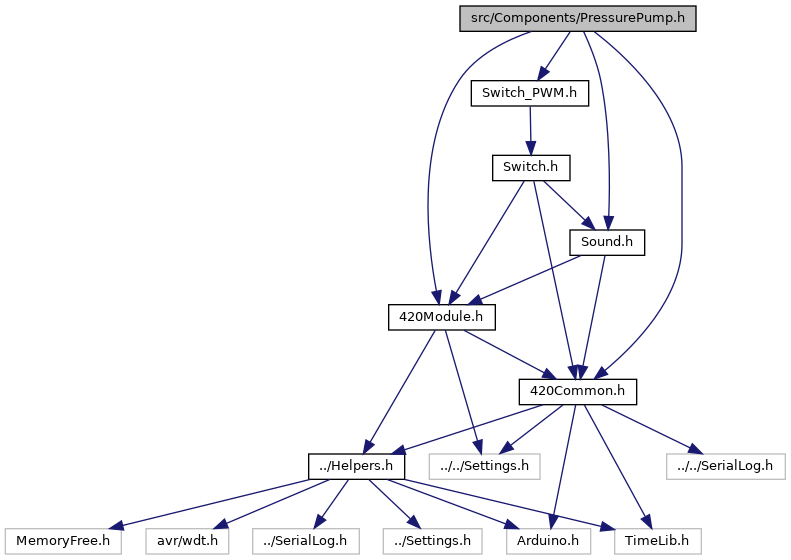 src/Components/PressurePump.h
Switch_PWM.h
Switch.h
Sound.h
420Module.h
420Common.h
../Helpers.h
../../Settings.h
../../SerialLog.h
MemoryFree.h
avr/wdt.h
../SerialLog.h
../Settings.h
Arduino.h
TimeLib.h